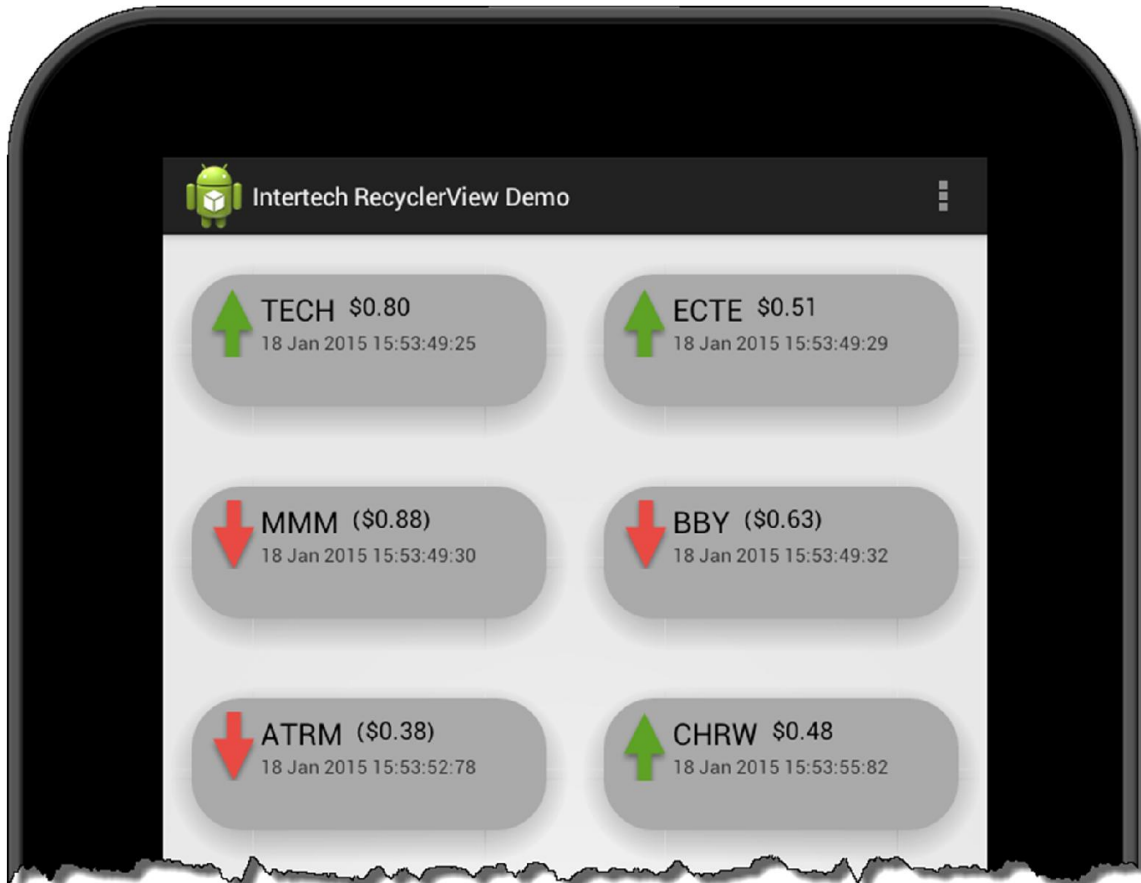 Intertech RecyclerView Demo
TECH $0.80
18 Jan 2015 15:53:49:25
ECTE $0.51
18 Jan 2015 15:53:49:29
MMM ($0.88)
18 Jan 2015 15:53:49:30
BBY ($0.63)
18 Jan 2015 15:53:49:32
ATRM ($0.38)
18 Jan 2015 15:53:52:78
CHRW $0.48
18 Jan 2015 15:53:55:82